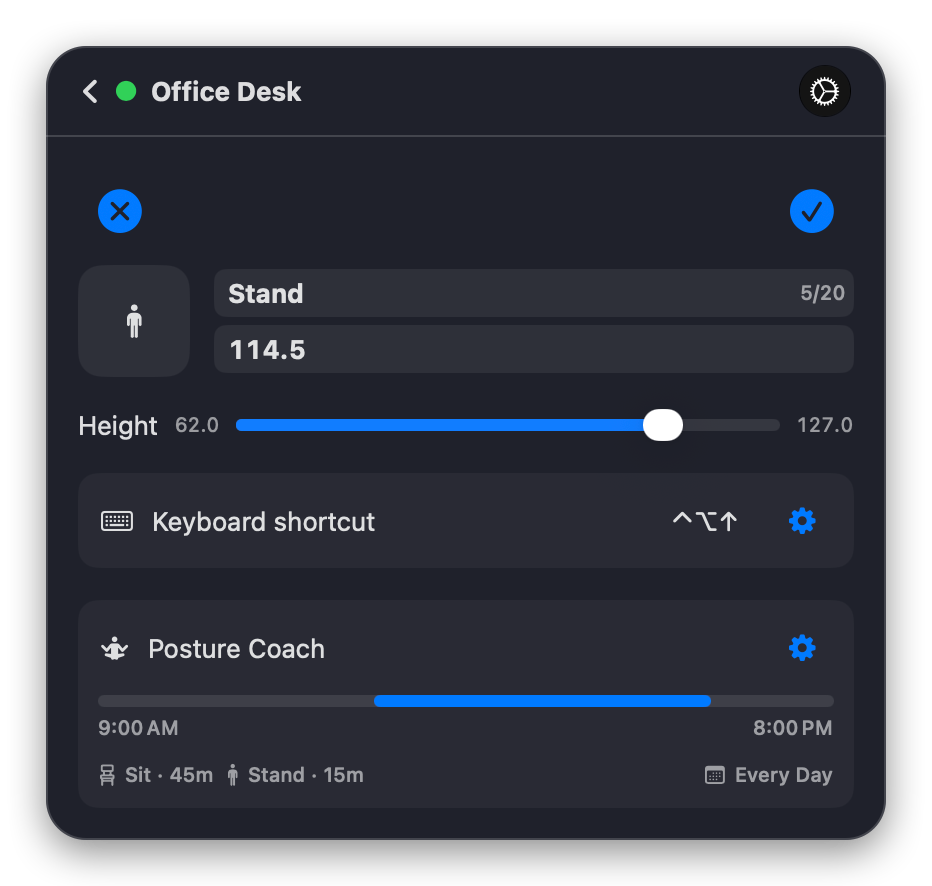 Office Desk
Stand 5/20
114.5
Height 62.0 127.0
Keyboard shortcut ⌃⌥↑
Posture Coach
9:00 AM 8:00 PM
Sit · 45m Stand · 15m Every Day